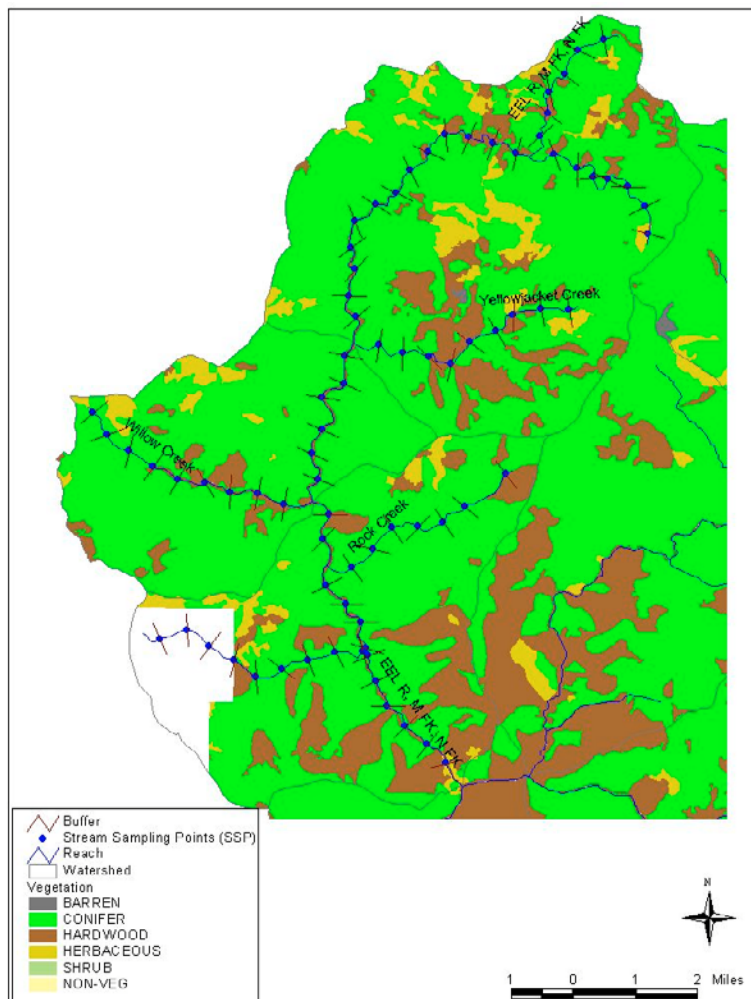 EEL R, M FK, N FK
Yellowjacket Creek
Willow Creek
Rock Creek
EEL R, M FK, N FK
Buffer
Stream Sampling Points (SSP)
Reach
Watershed
Vegetation
BARREN
CONIFER
HARDWOOD
HERBACEOUS
SHRUB
NON-VEG
N
1 0 1 2 Miles